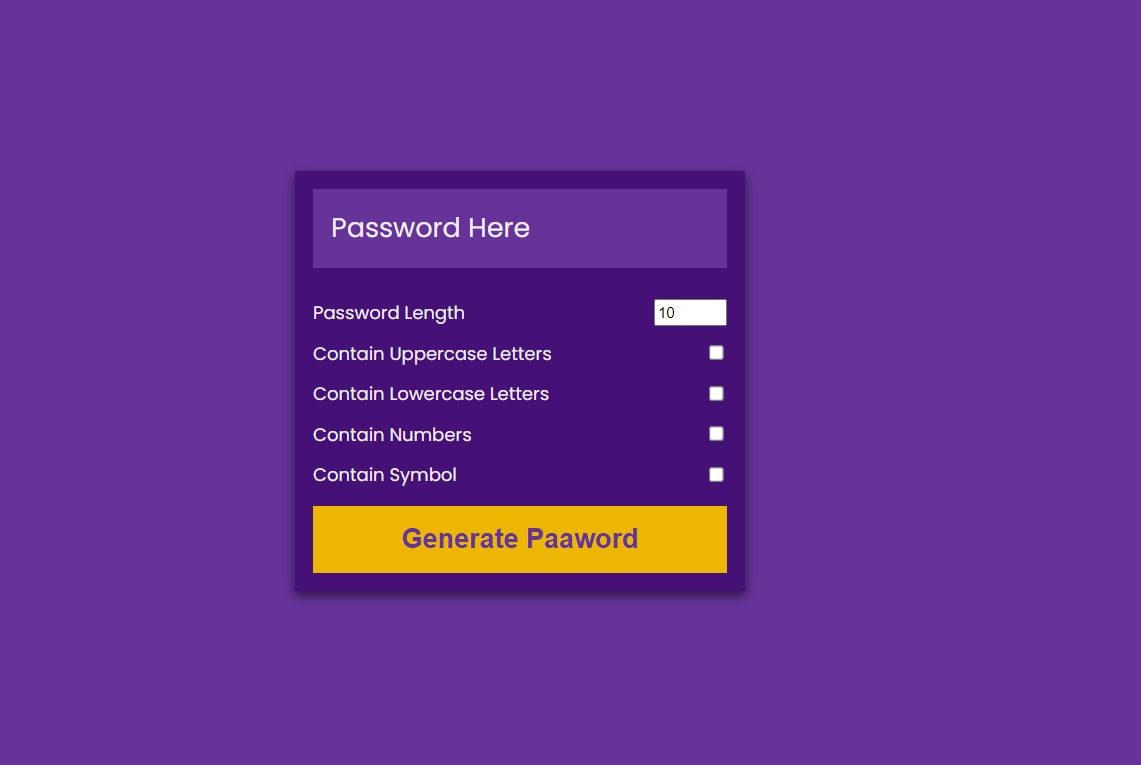 Password Here
Password Length 10
Contain Uppercase Letters
Contain Lowercase Letters
Contain Numbers
Contain Symbol
Generate Paaword